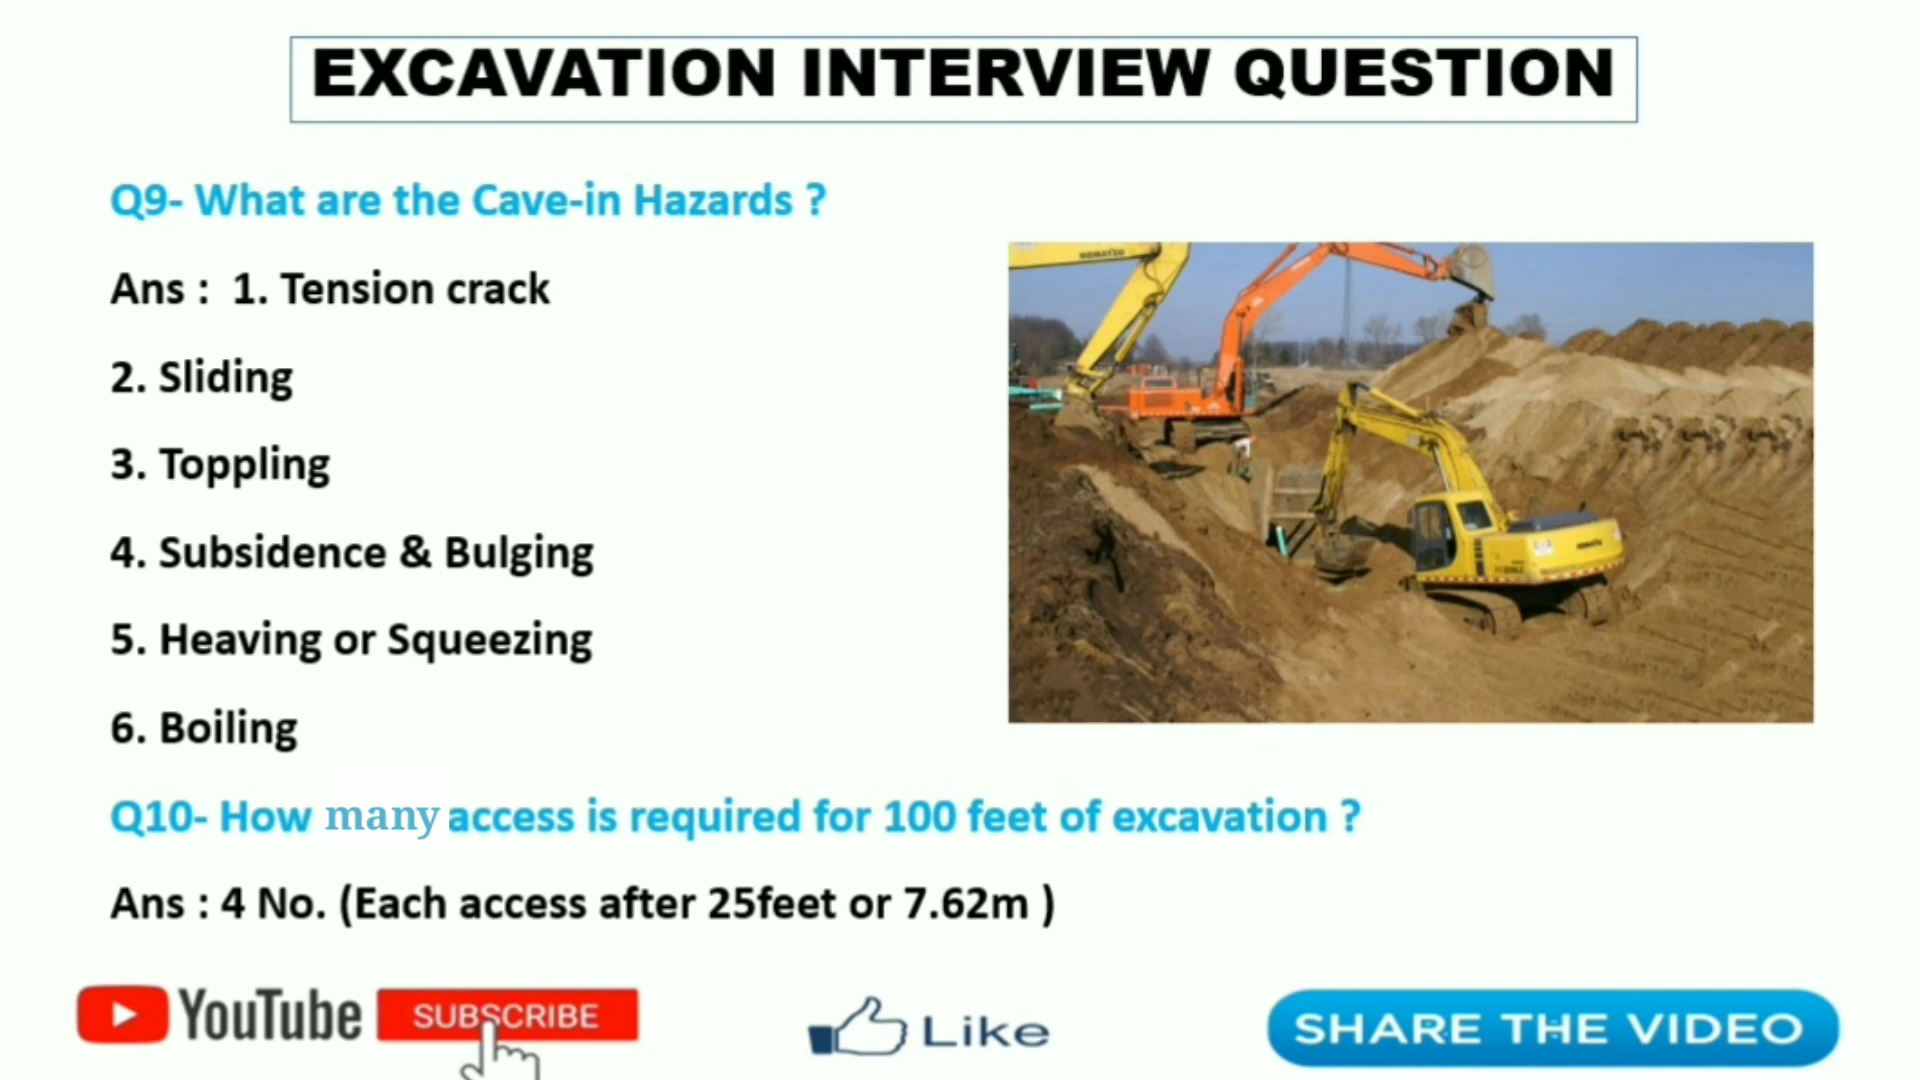 EXCAVATION INTERVIEW QUESTION
Q9- What are the Cave-in Hazards ?
Ans : 1. Tension crack
2. Sliding
3. Toppling
4. Subsidence & Bulging
5. Heaving or Squeezing
6. Boiling
KOMATSU
Q10- How many access is required for 100 feet of excavation ?
Ans : 4 No. (Each access after 25feet or 7.62m )
YouTube SUBSCRIBE
Like
SHARE THE VIDEO